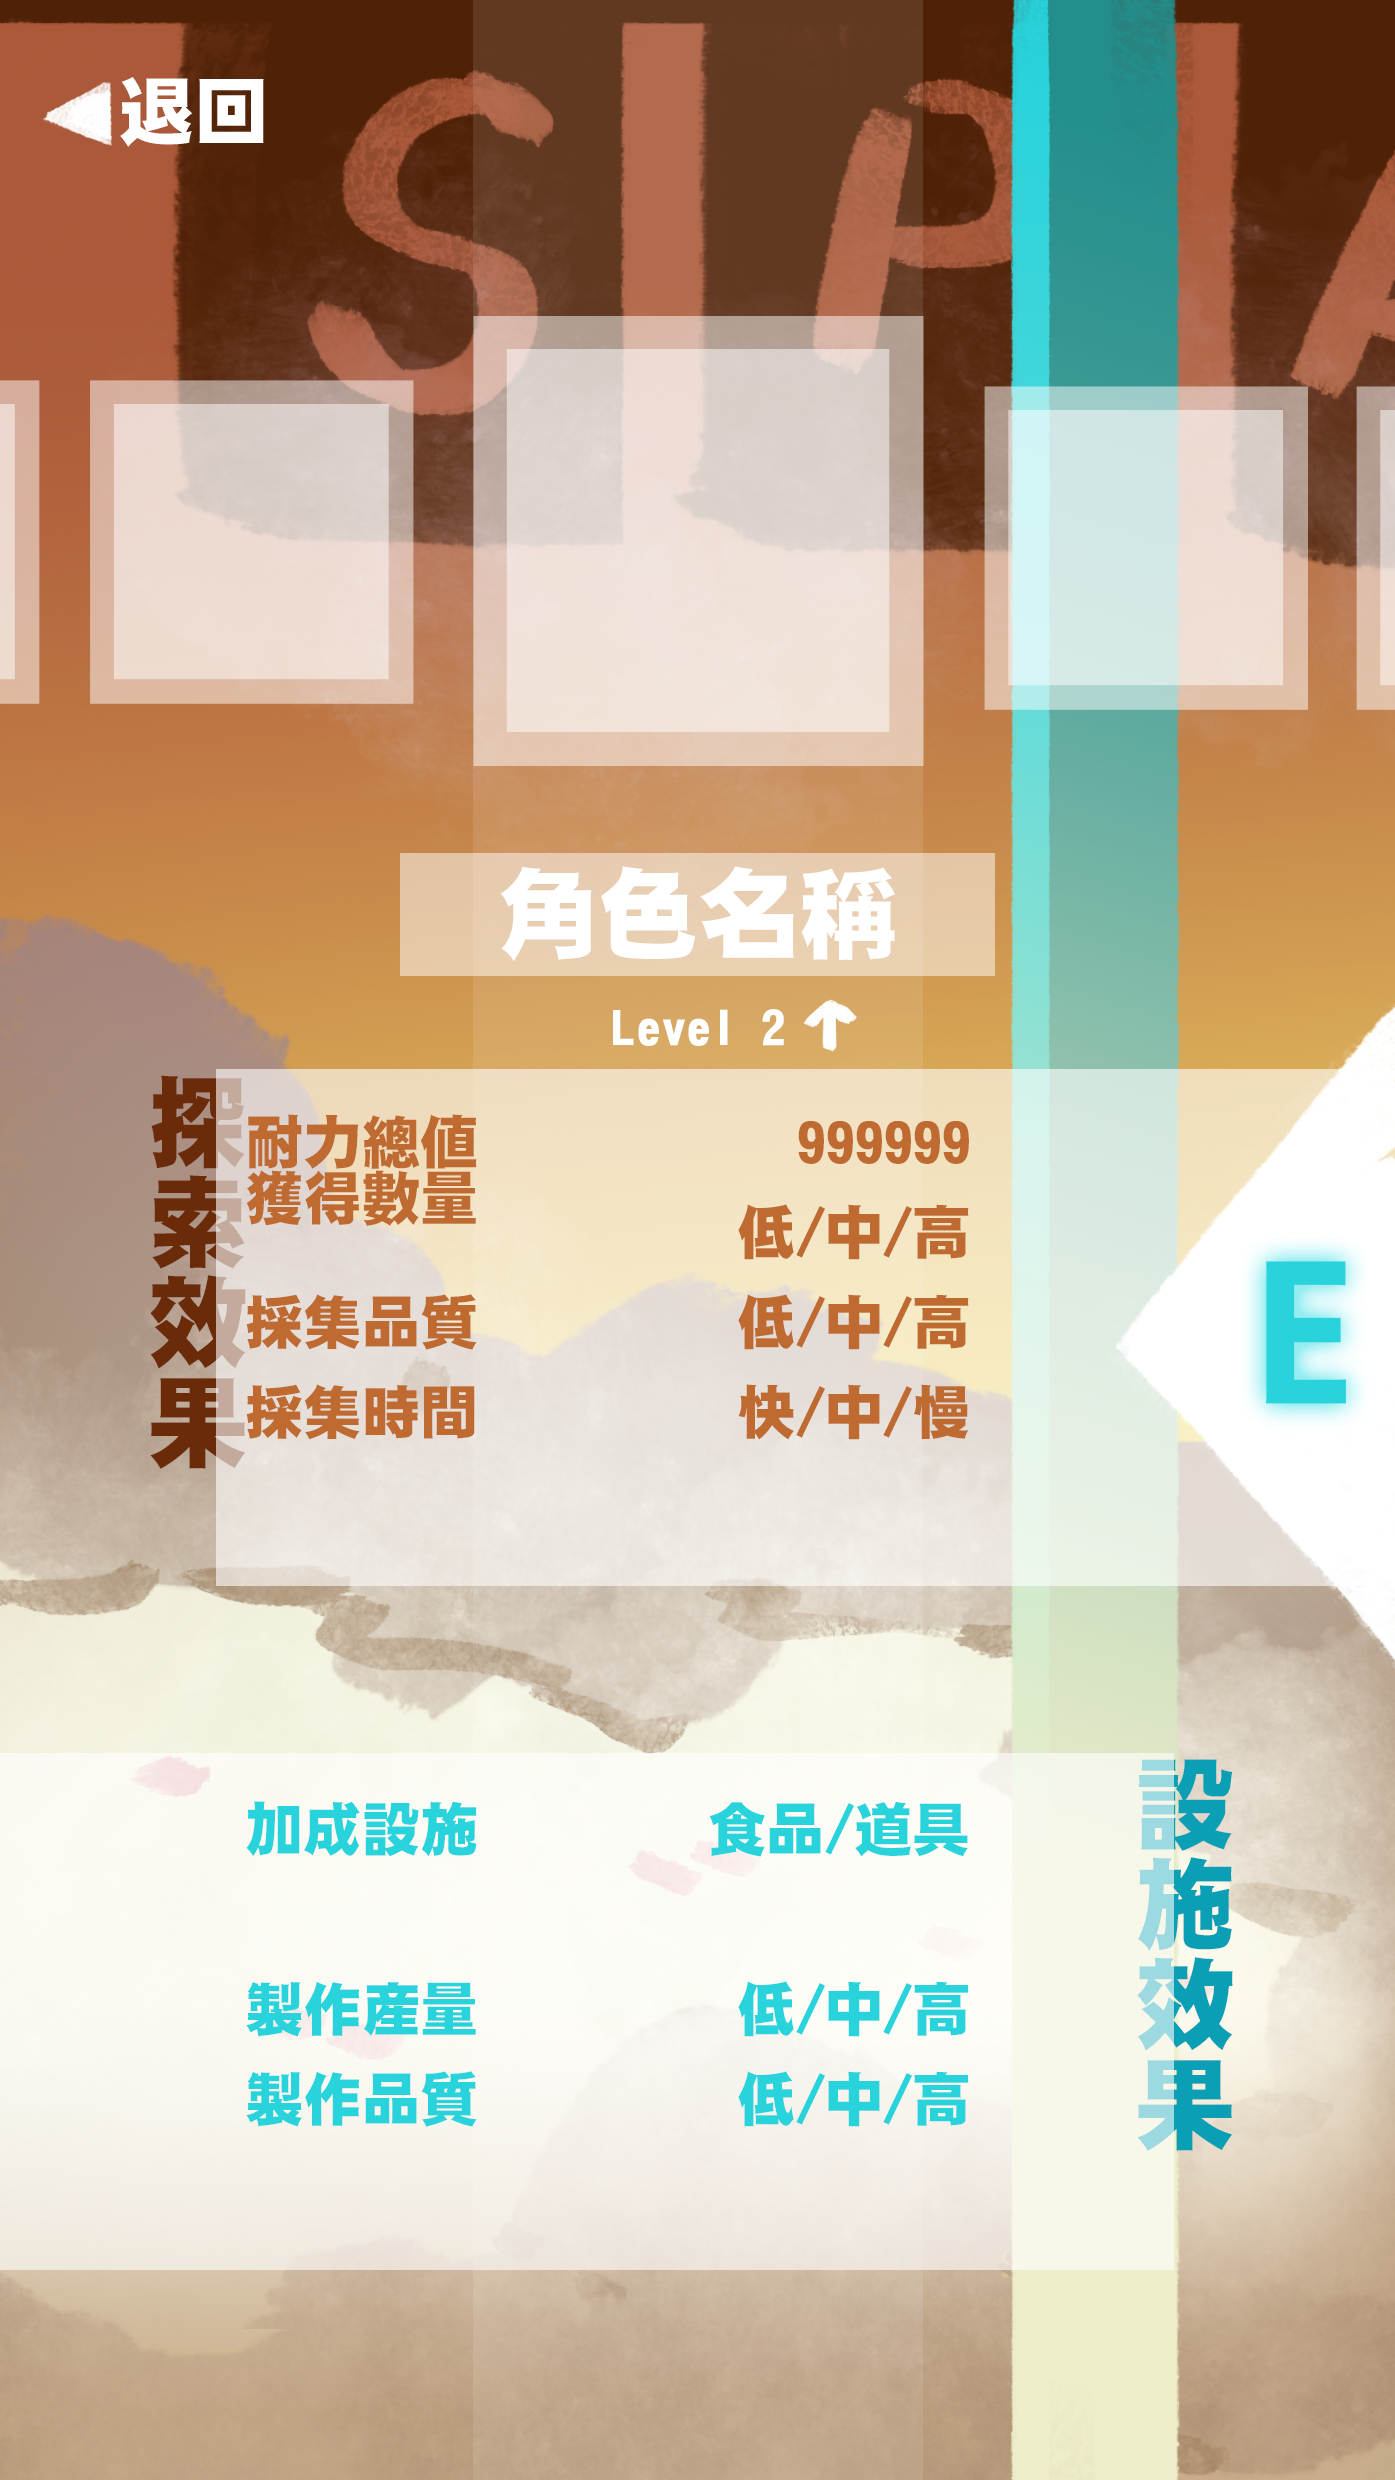 退回
角色名稱
Level 2
探索效果
耐力總值 999999
獲得數量 低/中/高
採集品質 低/中/高
採集時間 快/中/慢
E
設施效果
加成設施 食品/道具
製作産量 低/中/高
製作品質 低/中/高